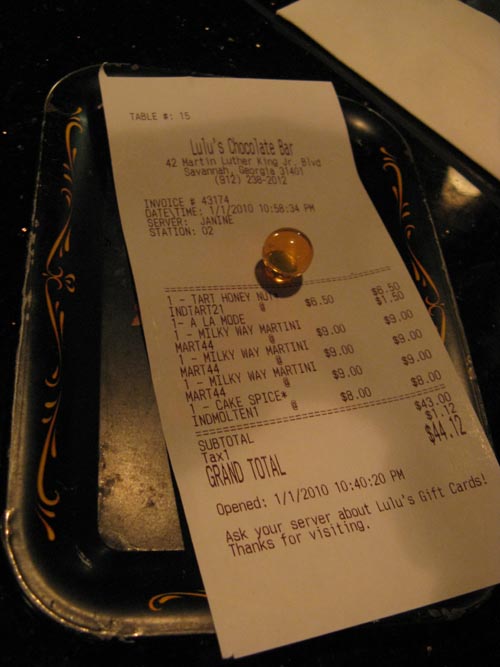 TABLE #: 15
Lulu's Chocolate Bar
42 Martin Luther King Jr. Blvd
Savannah, Georgia 31401
(912) 238-2012
INVOICE # 43174
DATE\TIME: 1/1/2010 10:58:34 PM
SERVER: JANINE
STATION: 02
1 - TART HONEY NUT
INDTART21 @ $6.50 $6.50
1- A LA MODE $1.50
1 - MILKY WAY MARTINI
MART44 @ $9.00 $9.00
1 - MILKY WAY MARTINI
MART44 @ $9.00 $9.00
1 - MILKY WAY MARTINI
MART44 @ $9.00 $9.00
1 - CAKE SPICE*
INDMOLTEN1 @ $8.00 $8.00
SUBTOTAL $43.00
Tax1 $1.12
GRAND TOTAL $44.12
Opened: 1/1/2010 10:40:20 PM
Ask your server about Lulu's Gift Cards!
Thanks for visiting.